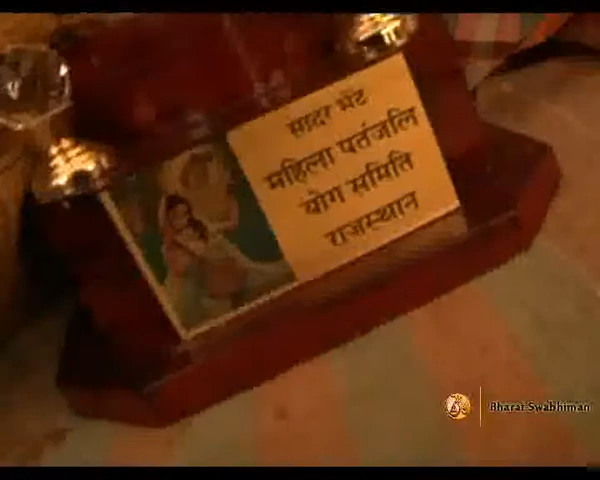 सादर भेंट
महिला पतंजलि
योग समिति
राजस्थान
Bharat Swabhiman